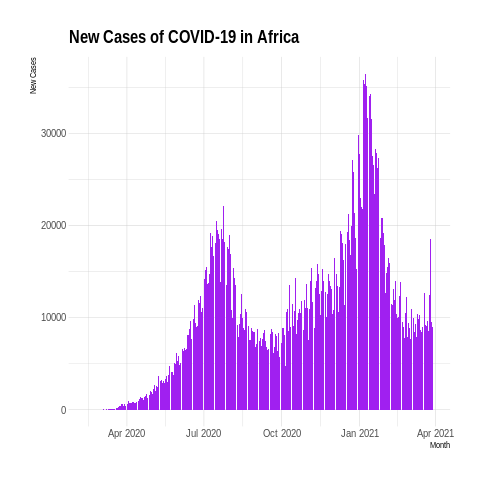 New Cases of COVID-19 in Africa
New Cases
30000
20000
10000
0
Apr 2020 Jul 2020 Oct 2020 Jan 2021 Apr 2021
Month